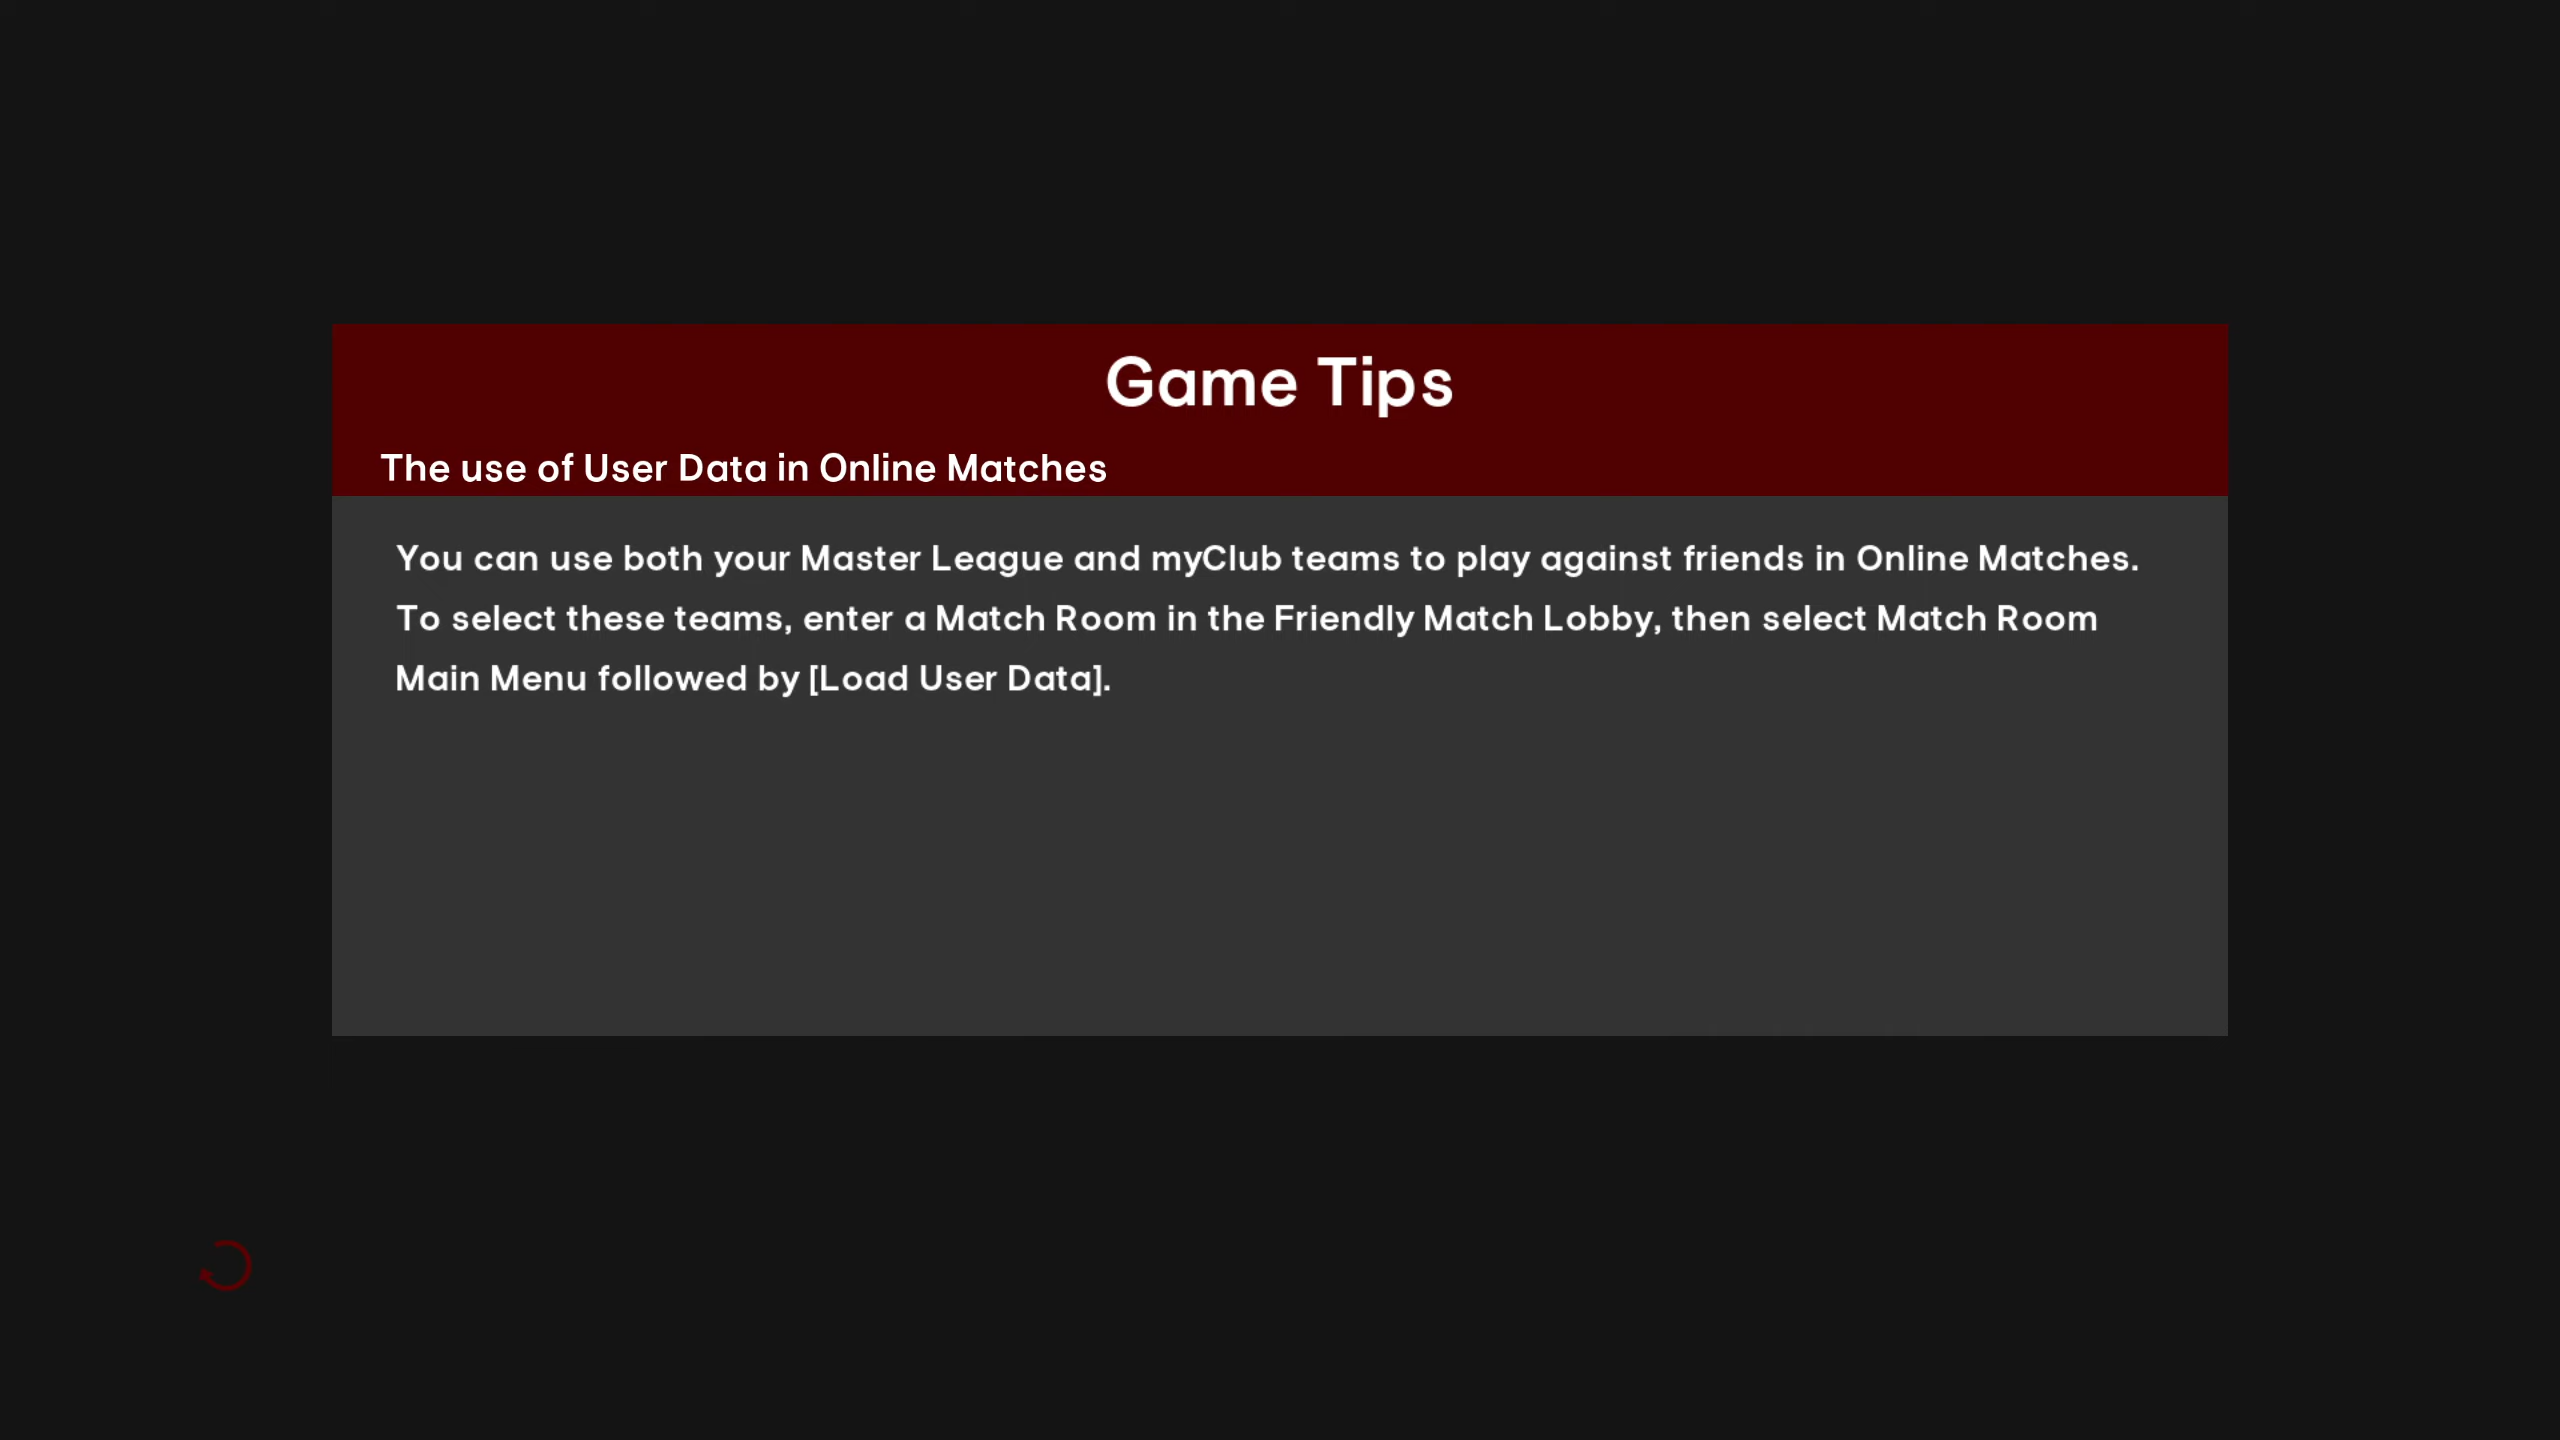 Game Tips
The use of User Data in Online Matches
You can use both your Master League and myClub teams to play against friends in Online Matches.
To select these teams, enter a Match Room in the Friendly Match Lobby, then select Match Room
Main Menu followed by [Load User Data].